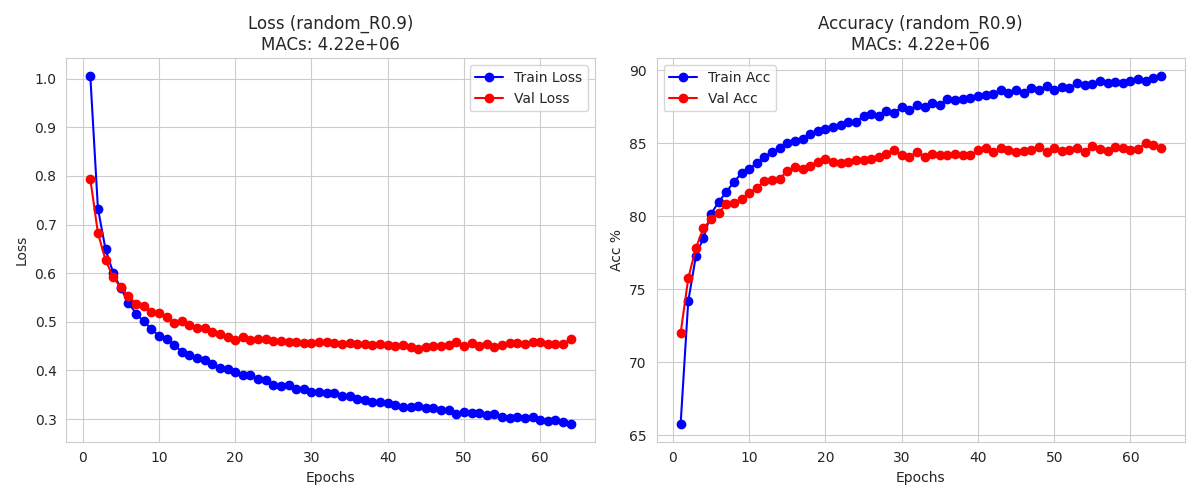 Loss (random_R0.9)
MACs: 4.22e+06
Train Loss
Val Loss
1.0
0.9
0.8
0.7
0.6
0.5
0.4
0.3
Loss
0 10 20 30 40 50 60
Epochs
Accuracy (random_R0.9)
MACs: 4.22e+06
Train Acc
Val Acc
90
85
80
75
70
65
Acc %
0 10 20 30 40 50 60
Epochs